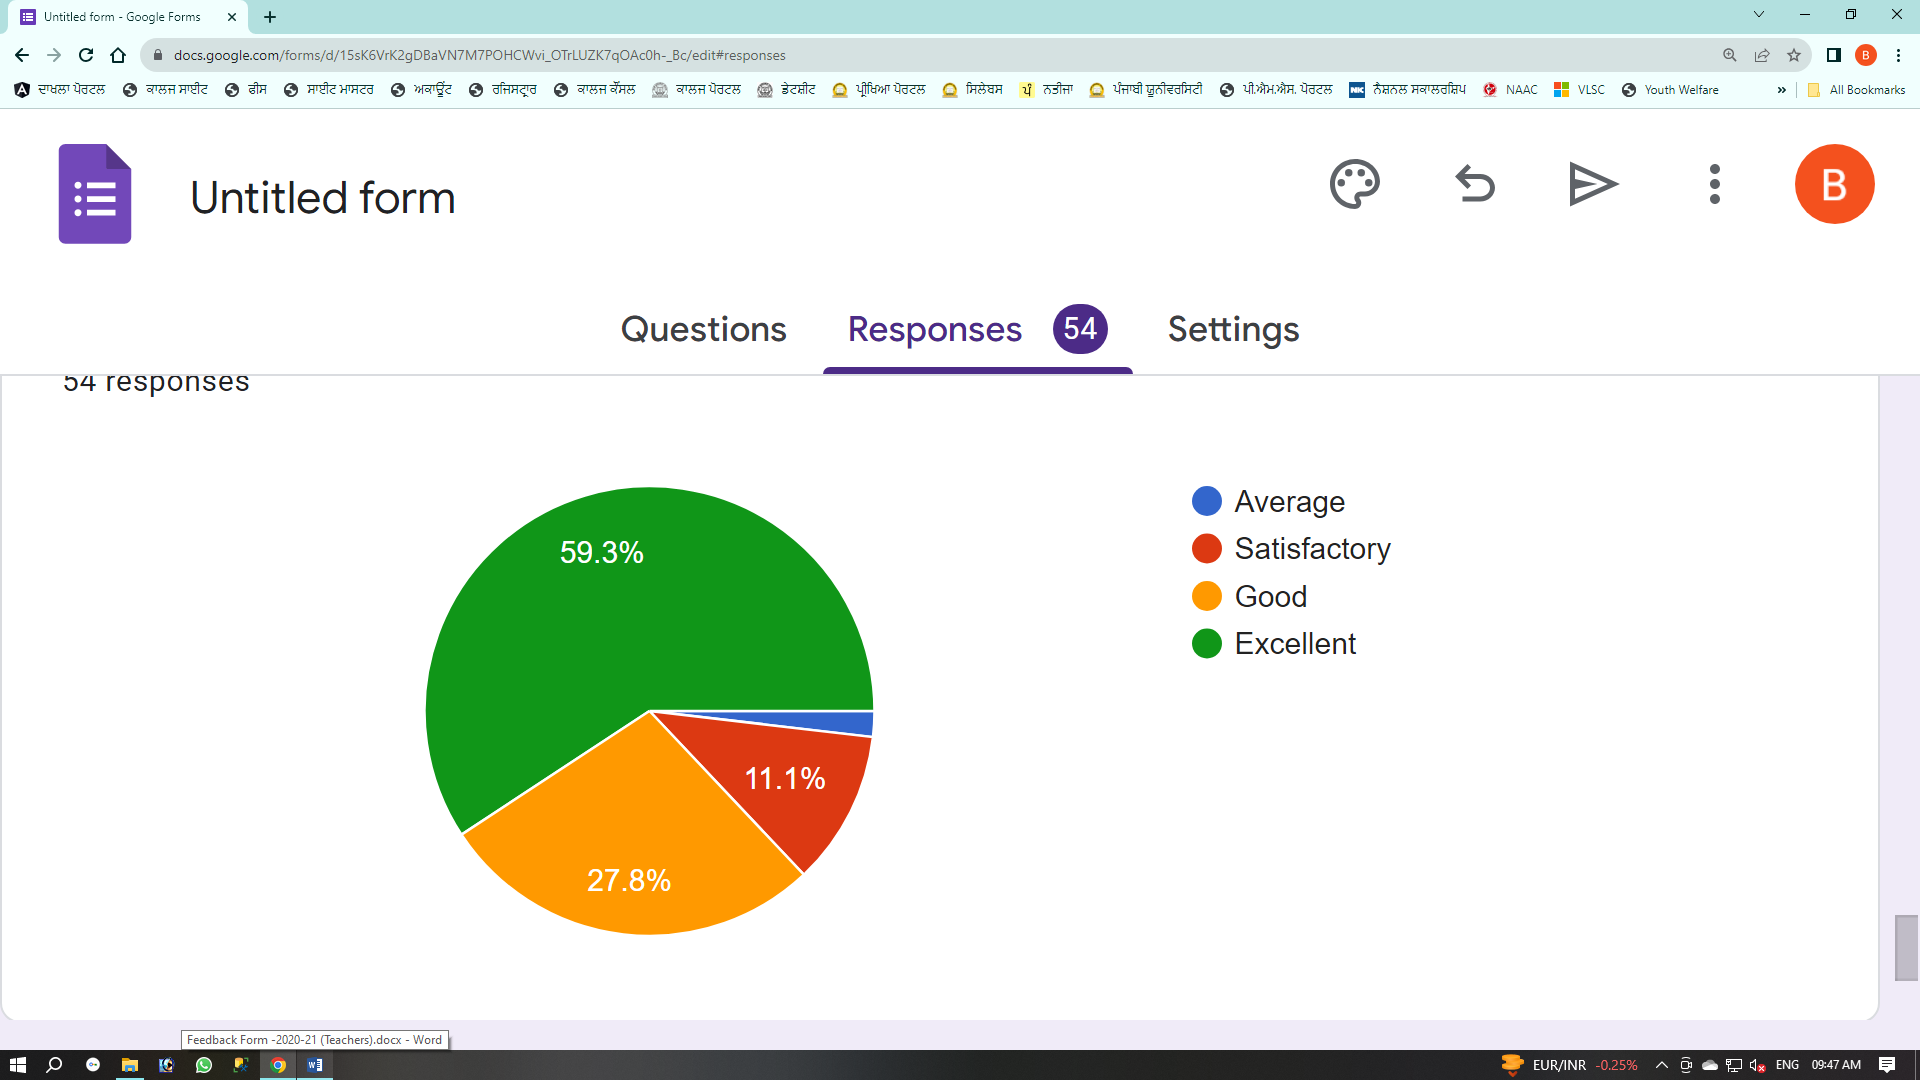 Untitled form - Google Forms
docs.google.com/forms/d/15sK6VrK2gDBaVN7M7POHCWvi_OTrLUZK7qOAc0h-_Bc/edit#responses
B
ਦਾਖਲਾ ਪੋਰਟਲ ਕਾਲਜ ਸਾਈਟ ਫੀਸ ਸਾਈਟ ਮਾਸਟਰ ਅਕਾਊਂਟ ਰਜਿਸਟ੍ਰਾਰ ਕਾਲਜ ਕੌਂਸਲ ਕਾਲਜ ਪੋਰਟਲ ਡੇਟਸ਼ੀਟ ਪ੍ਰੀਖਿਆ ਪੋਰਟਲ ਸਿਲੇਬਸ ਪੰ ਨਤੀਜਾ ਪੰਜਾਬੀ ਯੂਨੀਵਰਸਿਟੀ ਪੀ.ਐਮ.ਐਸ. ਪੋਰਟਲ NK ਨੈਸ਼ਨਲ ਸਕਾਲਰਸ਼ਿਪ NAAC VLSC Youth Welfare » All Bookmarks
Untitled form
B
Questions Responses 54 Settings
54 responses
Average
Satisfactory
Good
Excellent
59.3%
11.1%
27.8%
Feedback Form -2020-21 (Teachers).docx - Word
EUR/INR -0.25% ENG 09:47 AM